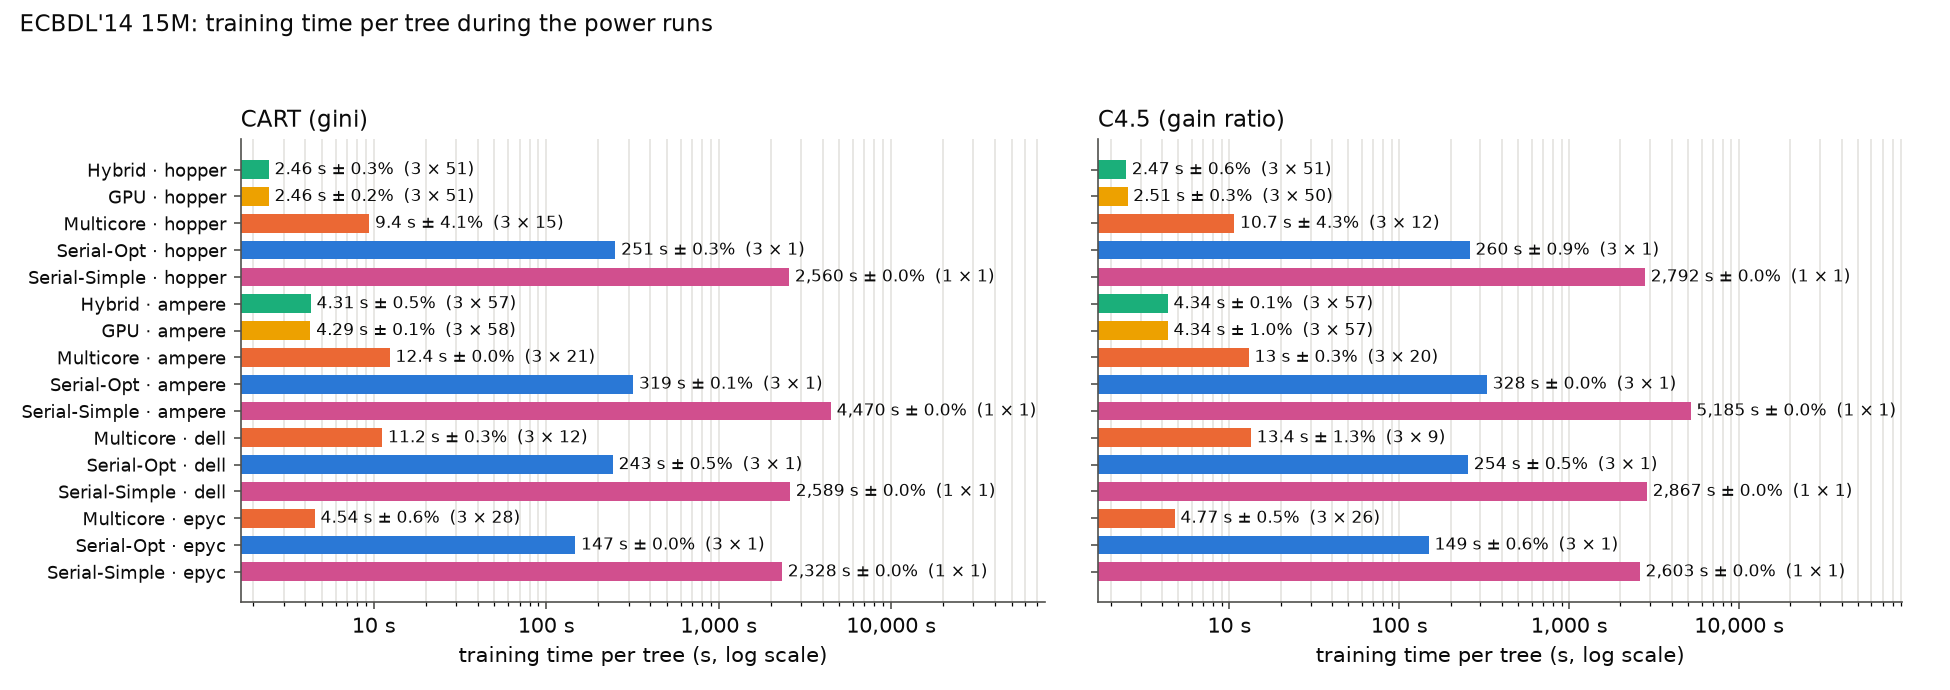 ECBDL'14 15M: training time per tree during the power runs
CART (gini)
Hybrid · hopper 2.46 s ± 0.3% (3 × 51)
GPU · hopper 2.46 s ± 0.2% (3 × 51)
Multicore · hopper 9.4 s ± 4.1% (3 × 15)
Serial-Opt · hopper 251 s ± 0.3% (3 × 1)
Serial-Simple · hopper 2,560 s ± 0.0% (1 × 1)
Hybrid · ampere 4.31 s ± 0.5% (3 × 57)
GPU · ampere 4.29 s ± 0.1% (3 × 58)
Multicore · ampere 12.4 s ± 0.0% (3 × 21)
Serial-Opt · ampere 319 s ± 0.1% (3 × 1)
Serial-Simple · ampere 4,470 s ± 0.0% (1 × 1)
Multicore · dell 11.2 s ± 0.3% (3 × 12)
Serial-Opt · dell 243 s ± 0.5% (3 × 1)
Serial-Simple · dell 2,589 s ± 0.0% (1 × 1)
Multicore · epyc 4.54 s ± 0.6% (3 × 28)
Serial-Opt · epyc 147 s ± 0.0% (3 × 1)
Serial-Simple · epyc 2,328 s ± 0.0% (1 × 1)
10 s 100 s 1,000 s 10,000 s
training time per tree (s, log scale)
C4.5 (gain ratio)
2.47 s ± 0.6% (3 × 51)
2.51 s ± 0.3% (3 × 50)
10.7 s ± 4.3% (3 × 12)
260 s ± 0.9% (3 × 1)
2,792 s ± 0.0% (1 × 1)
4.34 s ± 0.1% (3 × 57)
4.34 s ± 1.0% (3 × 57)
13 s ± 0.3% (3 × 20)
328 s ± 0.0% (3 × 1)
5,185 s ± 0.0% (1 × 1)
13.4 s ± 1.3% (3 × 9)
254 s ± 0.5% (3 × 1)
2,867 s ± 0.0% (1 × 1)
4.77 s ± 0.5% (3 × 26)
149 s ± 0.6% (3 × 1)
2,603 s ± 0.0% (1 × 1)
10 s 100 s 1,000 s 10,000 s
training time per tree (s, log scale)